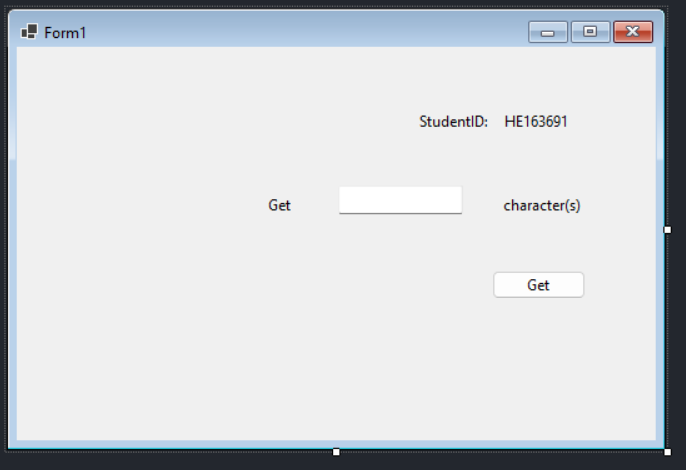 Form1
StudentID: HE163691
Get character(s)
Get